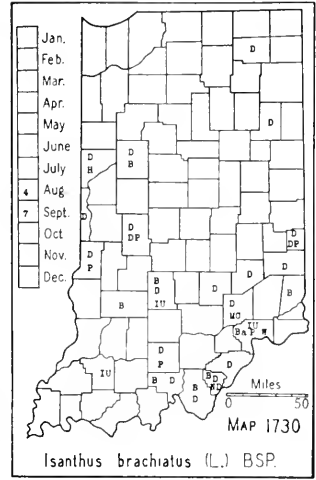 Jan.
Feb.
Mar.
Apr.
May
June
July
4 Aug
7 Sept.
Oct
Nov.
Dec.
D
D
D
H
D
B
D
D
DP
D
DP
D
P
D
D
B
D
IU
D
B
B
D
MC
IU
B
P W
D
P
D
IU
B D
B
D
B
D
Miles
0 50
MAP 1730
Isanthus brachiatus (L.) BSP.